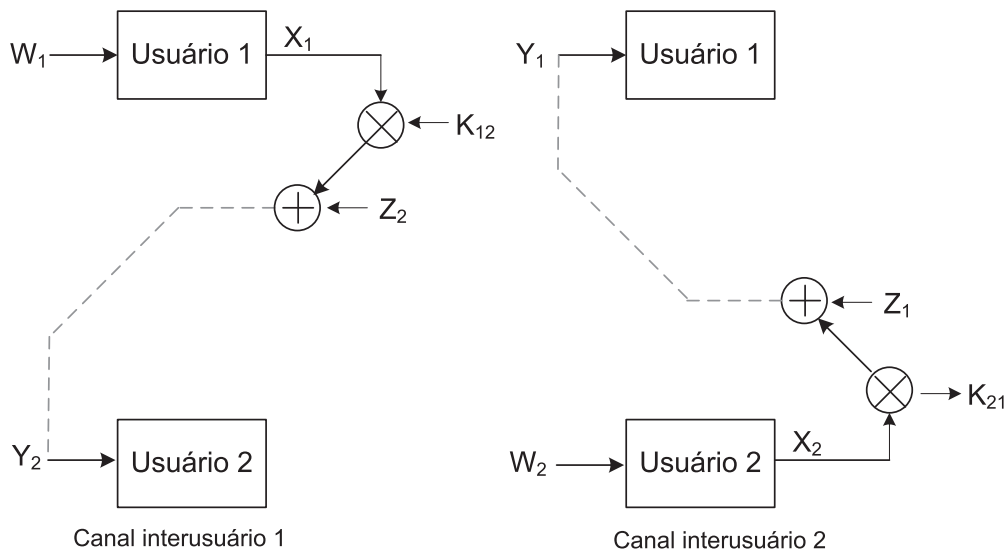 W₁
Usuário 1
X₁
K₁₂
Z₂
Y₂
Usuário 2
Canal interusuário 1
Y₁
Usuário 1
Z₁
K₂₁
W₂
Usuário 2
X₂
Canal interusuário 2